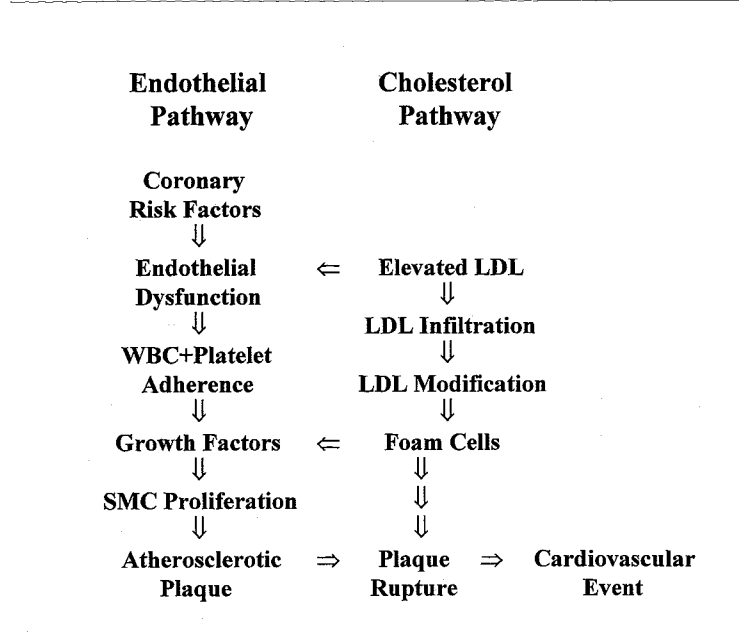 Endothelial Pathway
Cholesterol Pathway
Coronary
Risk Factors
⇓
Endothelial ⇐ Elevated LDL
Dysfunction ⇓
⇓ LDL Infiltration
WBC+Platelet ⇓
Adherence LDL Modification
⇓ ⇓
Growth Factors ⇐ Foam Cells
⇓ ⇓
SMC Proliferation ⇓
⇓ ⇓
Atherosclerotic ⇒ Plaque ⇒ Cardiovascular
Plaque Rupture Event